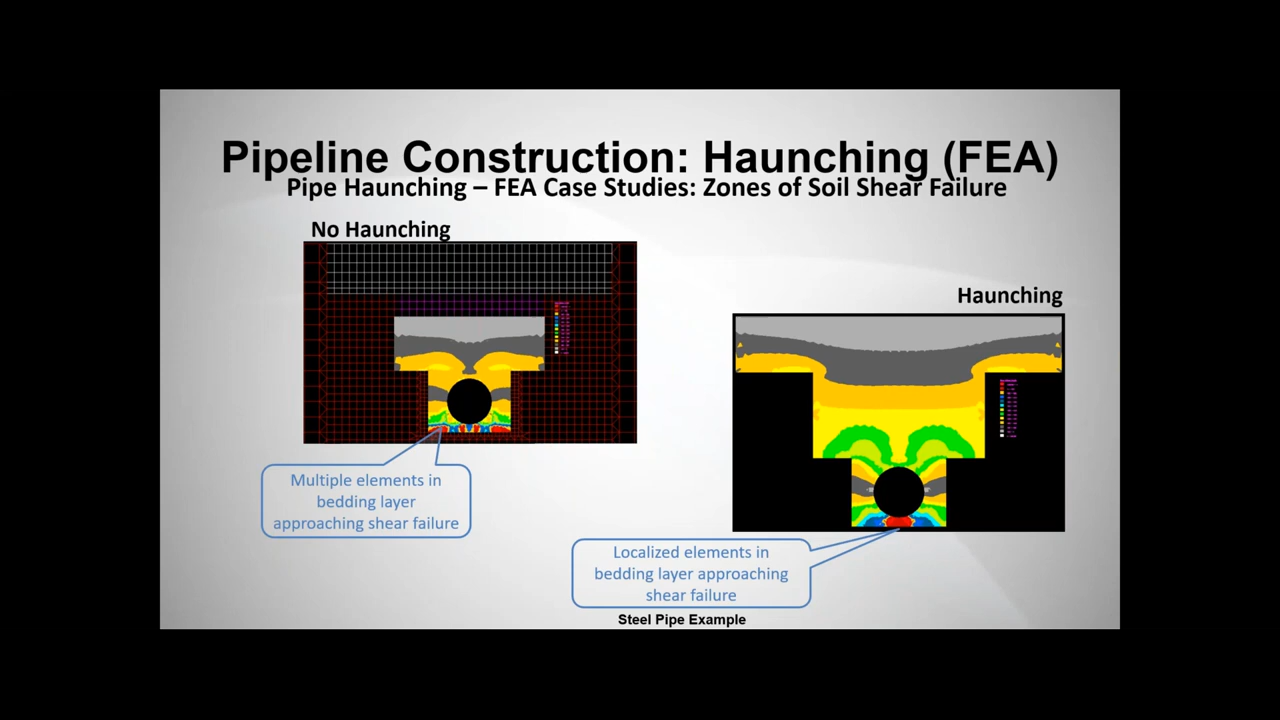 Pipeline Construction: Haunching (FEA)
Pipe Haunching – FEA Case Studies: Zones of Soil Shear Failure
No Haunching
Haunching
Multiple elements in
bedding layer
approaching shear failure
Localized elements in
bedding layer approaching
shear failure
Steel Pipe Example